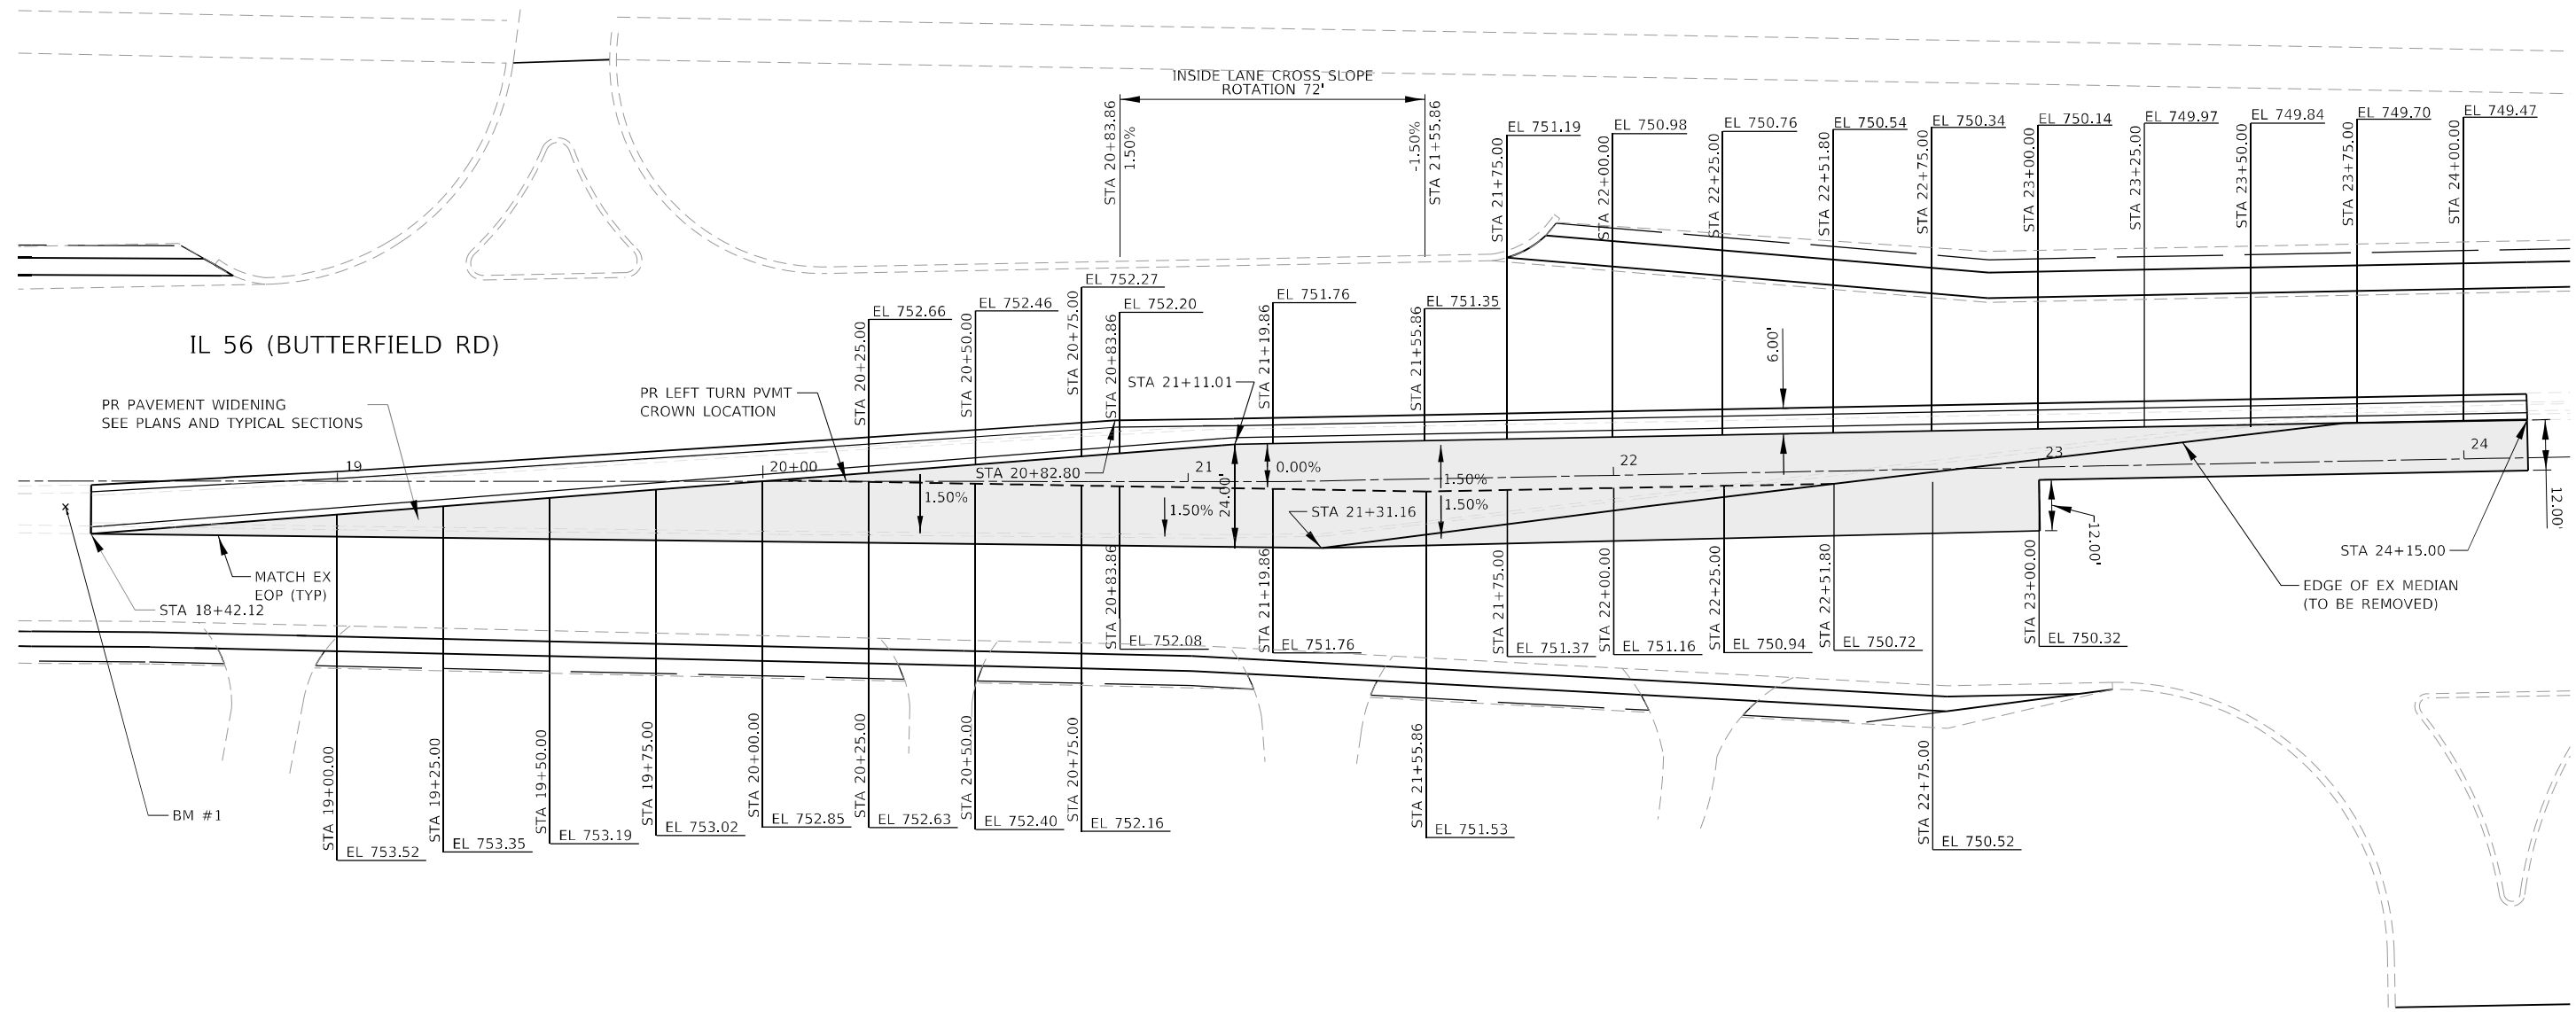 INSIDE LANE CROSS SLOPE
ROTATION 72'
STA 20+83.86
1.50%
-1.50%
STA 21+55.86
STA 21+75.00
EL 751.19
STA 22+00.00
EL 750.98
STA 22+25.00
EL 750.76
STA 22+51.80
EL 750.54
STA 22+75.00
EL 750.34
STA 23+00.00
EL 750.14
STA 23+25.00
EL 749.97
STA 23+50.00
EL 749.84
STA 23+75.00
EL 749.70
STA 24+00.00
EL 749.47
IL 56 (BUTTERFIELD RD)
STA 20+25.00
EL 752.66
STA 20+50.00
EL 752.46
STA 20+75.00
EL 752.27
STA 20+83.86
EL 752.20
STA 21+19.86
EL 751.76
STA 21+55.86
EL 751.35
6.00'
PR PAVEMENT WIDENING
SEE PLANS AND TYPICAL SECTIONS
PR LEFT TURN PVMT
CROWN LOCATION
STA 21+11.01
19
20+00
STA 20+82.80
21
0.00%
22
23
24
1.50%
1.50%
24.00'
1.50%
1.50%
STA 21+31.16
12.00'
12.00'
STA 24+15.00
MATCH EX
EOP (TYP)
STA 18+42.12
EDGE OF EX MEDIAN
(TO BE REMOVED)
BM #1
STA 19+00.00
EL 753.52
STA 19+25.00
EL 753.35
STA 19+50.00
EL 753.19
STA 19+75.00
EL 753.02
STA 20+00.00
EL 752.85
STA 20+25.00
EL 752.63
STA 20+50.00
EL 752.40
STA 20+75.00
EL 752.16
STA 20+83.86
EL 752.08
STA 21+19.86
EL 751.76
STA 21+55.86
EL 751.53
STA 21+75.00
EL 751.37
STA 22+00.00
EL 751.16
STA 22+25.00
EL 750.94
STA 22+51.80
EL 750.72
STA 22+75.00
EL 750.52
STA 23+00.00
EL 750.32